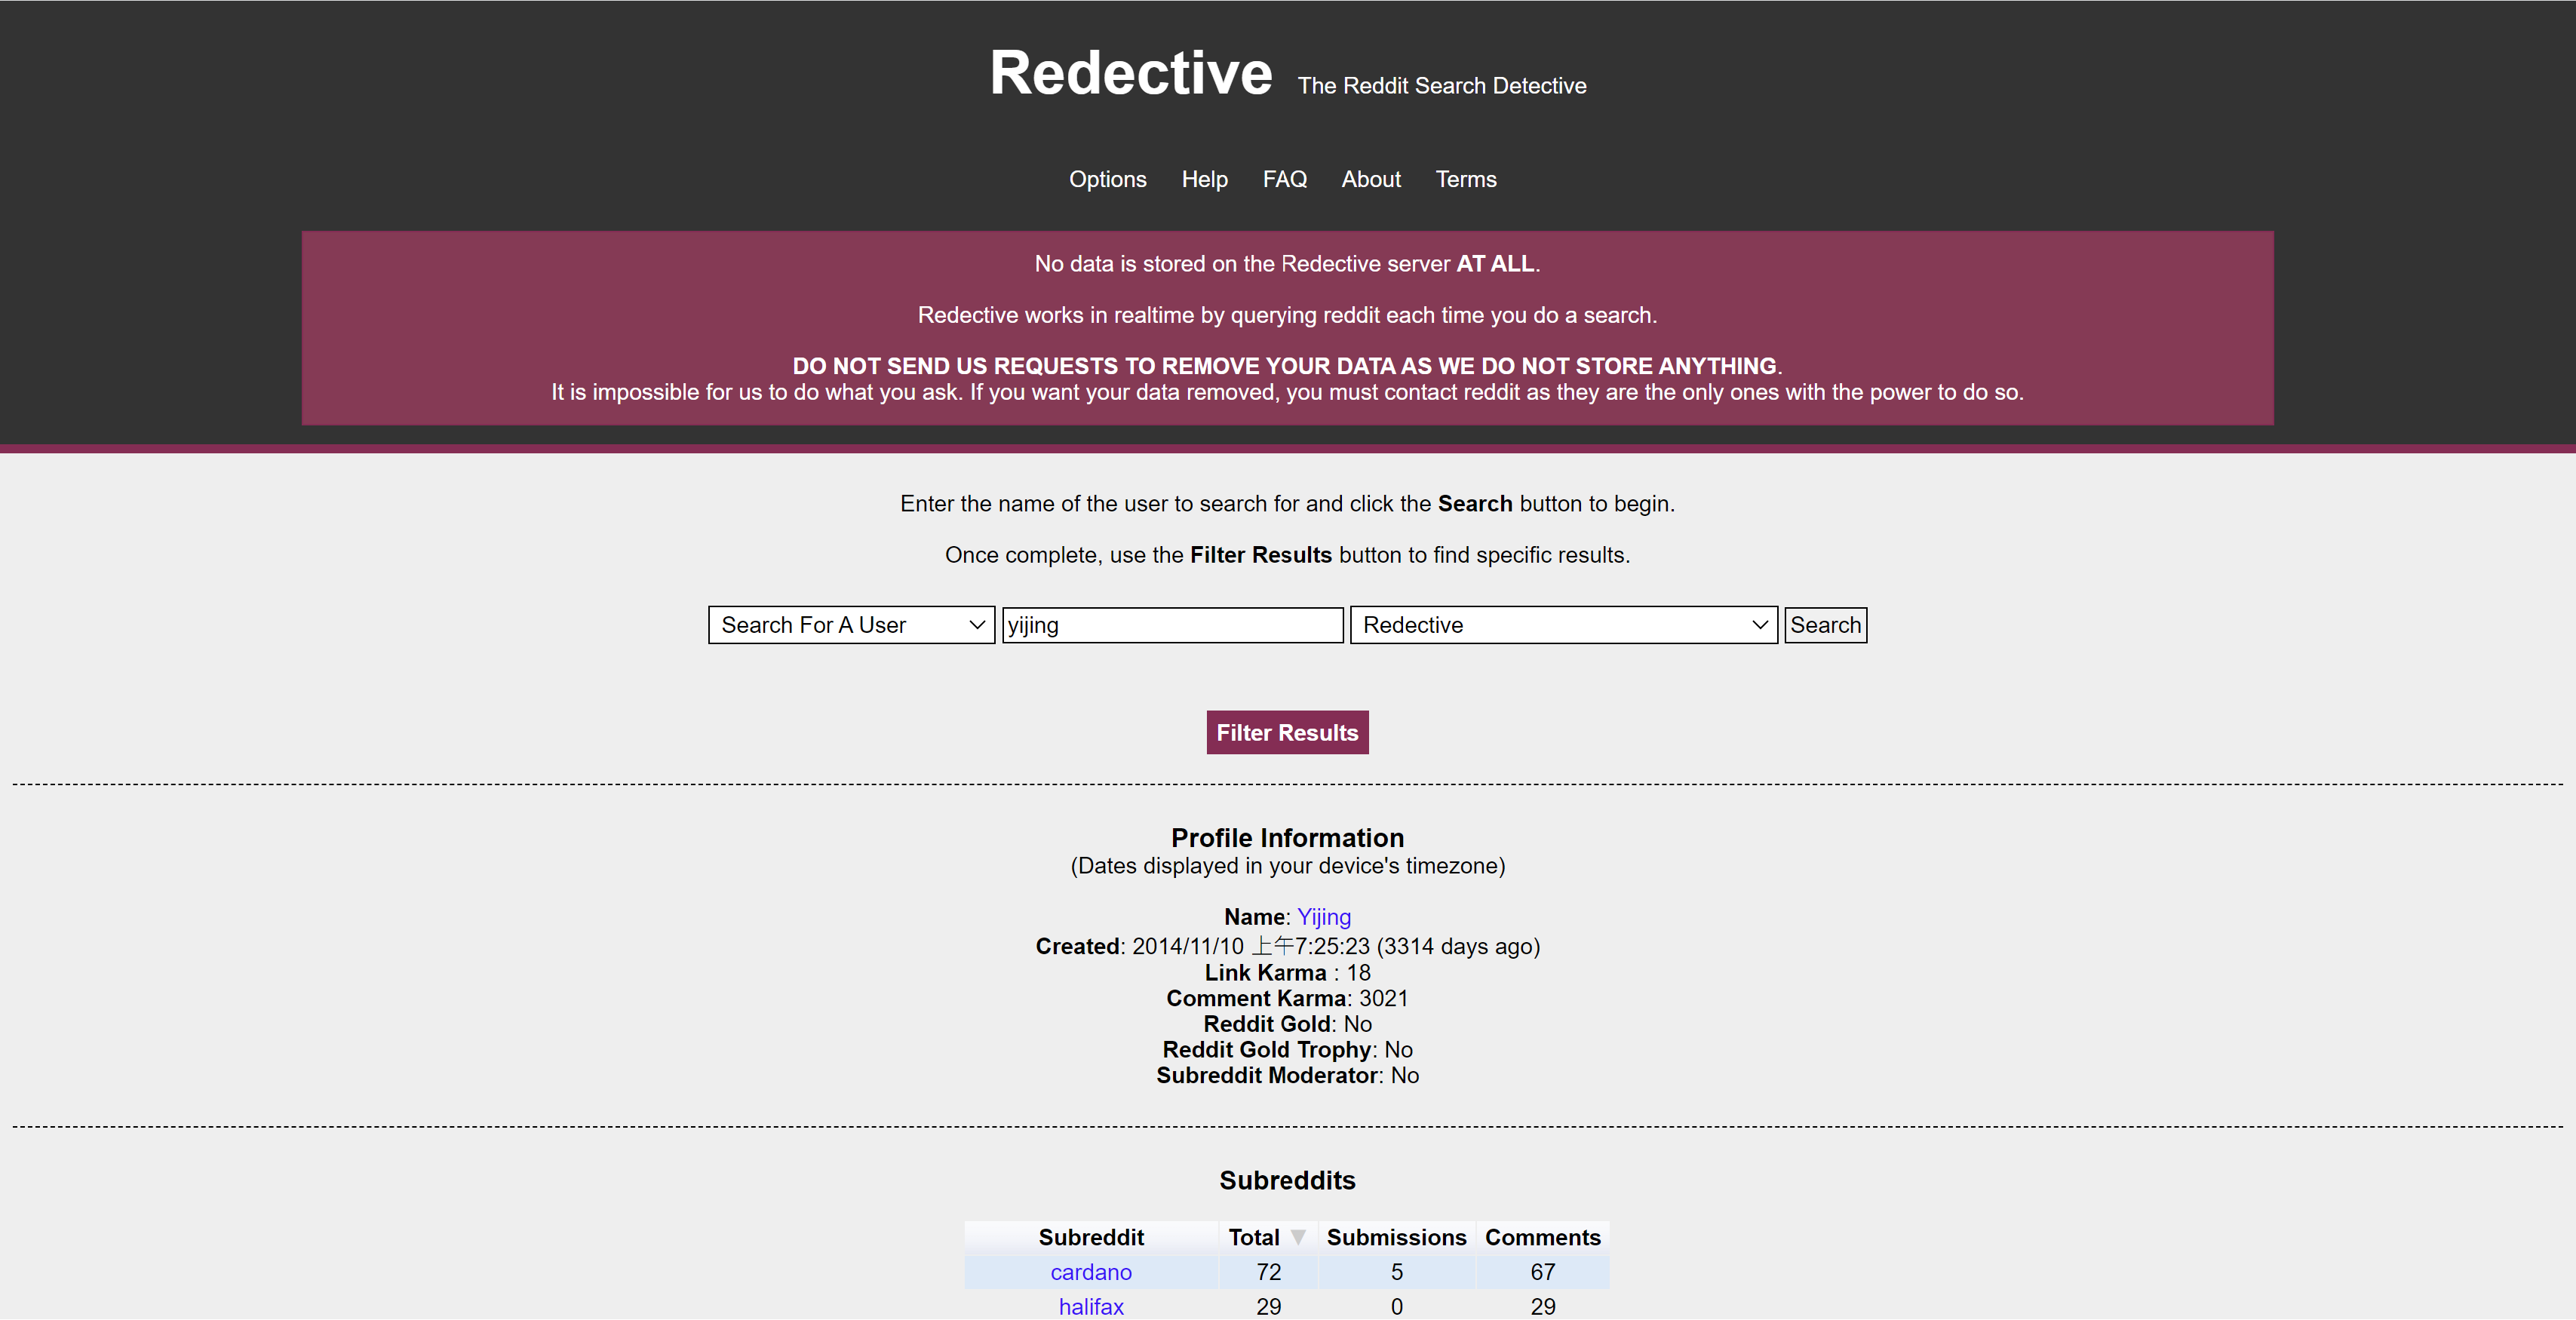 Redective The Reddit Search Detective
Options Help FAQ About Terms
No data is stored on the Redective server AT ALL.
Redective works in realtime by querying reddit each time you do a search.
DO NOT SEND US REQUESTS TO REMOVE YOUR DATA AS WE DO NOT STORE ANYTHING.
It is impossible for us to do what you ask. If you want your data removed, you must contact reddit as they are the only ones with the power to do so.
Enter the name of the user to search for and click the Search button to begin.
Once complete, use the Filter Results button to find specific results.
Search For A User yijing Redective Search
Filter Results
Profile Information
(Dates displayed in your device's timezone)
Name: Yijing
Created: 2014/11/10 上午7:25:23 (3314 days ago)
Link Karma : 18
Comment Karma: 3021
Reddit Gold: No
Reddit Gold Trophy: No
Subreddit Moderator: No
Subreddits
Subreddit Total Submissions Comments
cardano 72 5 67
halifax 29 0 29